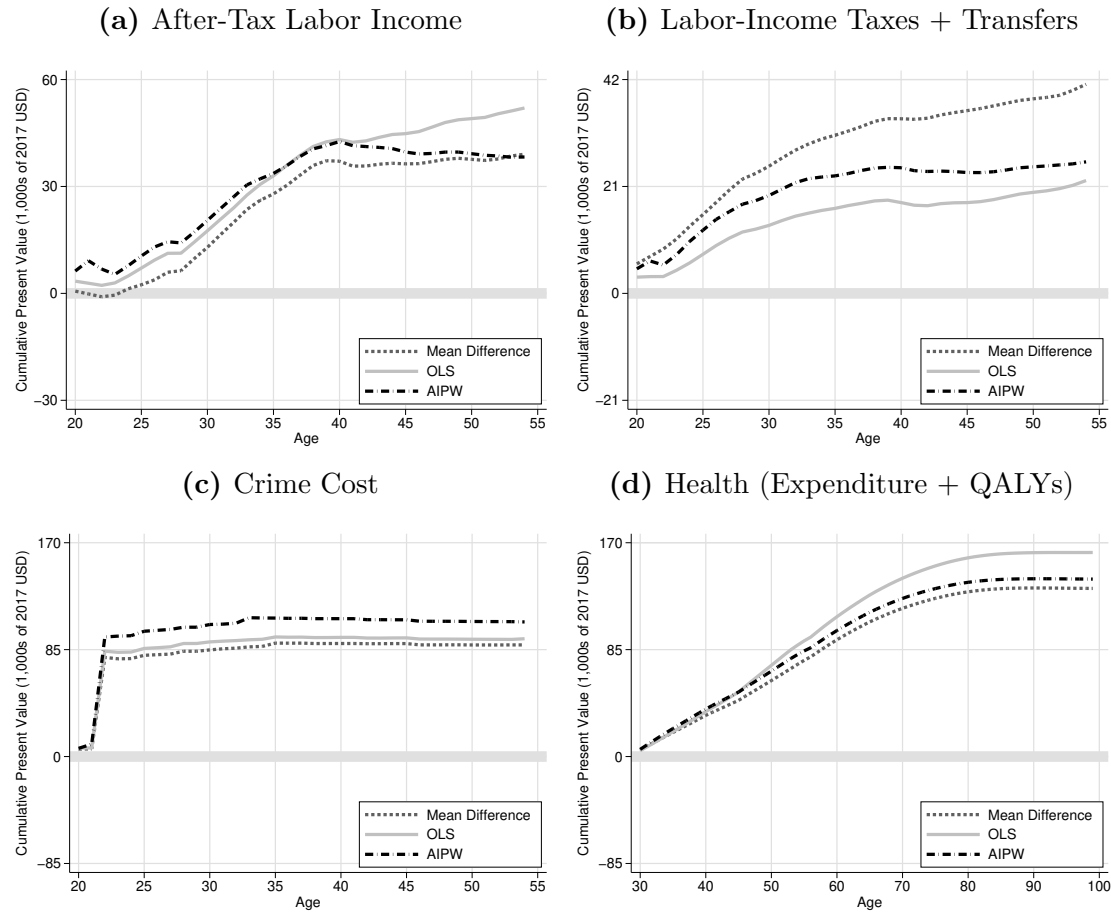 (a) After-Tax Labor Income
Cumulative Present Value (1,000s of 2017 USD)
60
30
0
−30
20 25 30 35 40 45 50 55
Age
Mean Difference
OLS
AIPW
(b) Labor-Income Taxes + Transfers
Cumulative Present Value (1,000s of 2017 USD)
42
21
0
−21
20 25 30 35 40 45 50 55
Age
Mean Difference
OLS
AIPW
(c) Crime Cost
Cumulative Present Value (1,000s of 2017 USD)
170
85
0
−85
20 25 30 35 40 45 50 55
Age
Mean Difference
OLS
AIPW
(d) Health (Expenditure + QALYs)
Cumulative Present Value (1,000s of 2017 USD)
170
85
0
−85
30 40 50 60 70 80 90 100
Age
Mean Difference
OLS
AIPW